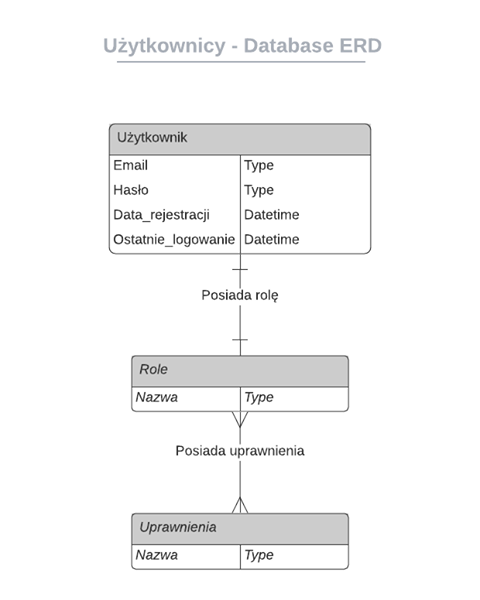 Użytkownicy - Database ERD
Użytkownik
Email Type
Hasło Type
Data_rejestracji Datetime
Ostatnie_logowanie Datetime
Posiada rolę
Role
Nazwa Type
Posiada uprawnienia
Uprawnienia
Nazwa Type